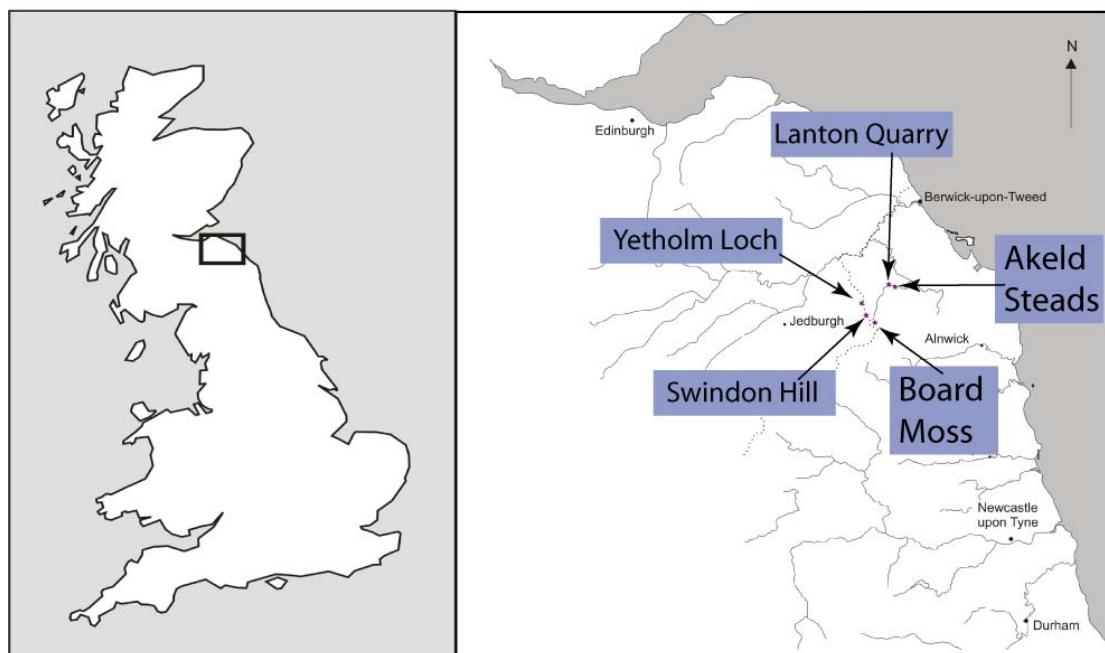 N
Edinburgh
Lanton Quarry
Berwick-upon-Tweed
Yetholm Loch
Akeld
Steads
Jedburgh
Alnwick
Swindon Hill
Board
Moss
Newcastle
upon Tyne
Durham